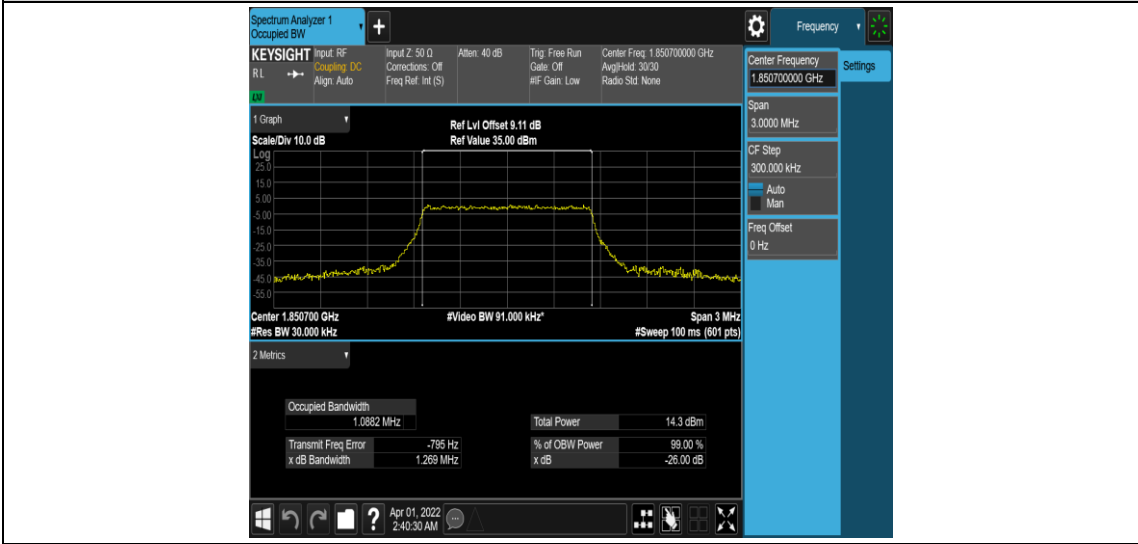 Spectrum Analyzer 1
Occupied BW
+
Frequency
KEYSIGHT
RL
Input: RF
Coupling: DC
Align: Auto
Input Z: 50 Ω
Corrections: Off
Freq Ref: Int (S)
Atten: 40 dB
Trig: Free Run
Gate: Off
#IF Gain: Low
Center Freq: 1.850700000 GHz
Avg|Hold: 30/30
Radio Std: None
Center Frequency
1.850700000 GHz
Settings
Span
3.0000 MHz
CF Step
300.000 kHz
Auto
Man
Freq Offset
0 Hz
1 Graph
Scale/Div 10.0 dB
Ref Lvl Offset 9.11 dB
Ref Value 35.00 dBm
Log
25.0
15.0
5.00
-5.00
-15.0
-25.0
-35.0
-45.0
-55.0
Center 1.850700 GHz
#Res BW 30.000 kHz
#Video BW 91.000 kHz*
Span 3 MHz
#Sweep 100 ms (601 pts)
2 Metrics
Occupied Bandwidth
1.0882 MHz
Total Power 14.3 dBm
Transmit Freq Error -795 Hz
% of OBW Power 99.00 %
x dB Bandwidth 1.269 MHz
x dB -26.00 dB
?
Apr 01, 2022
2:40:30 AM